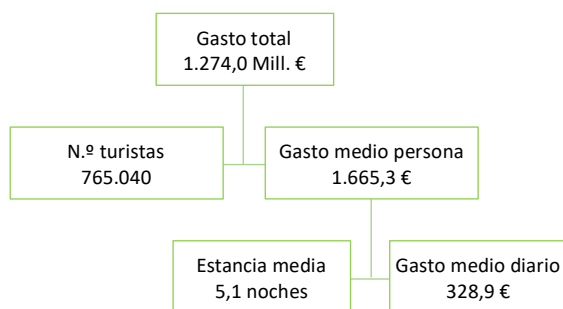 Gasto total
1.274,0 Mill. €
N.º turistas
765.040
Gasto medio persona
1.665,3 €
Estancia media
5,1 noches
Gasto medio diario
328,9 €